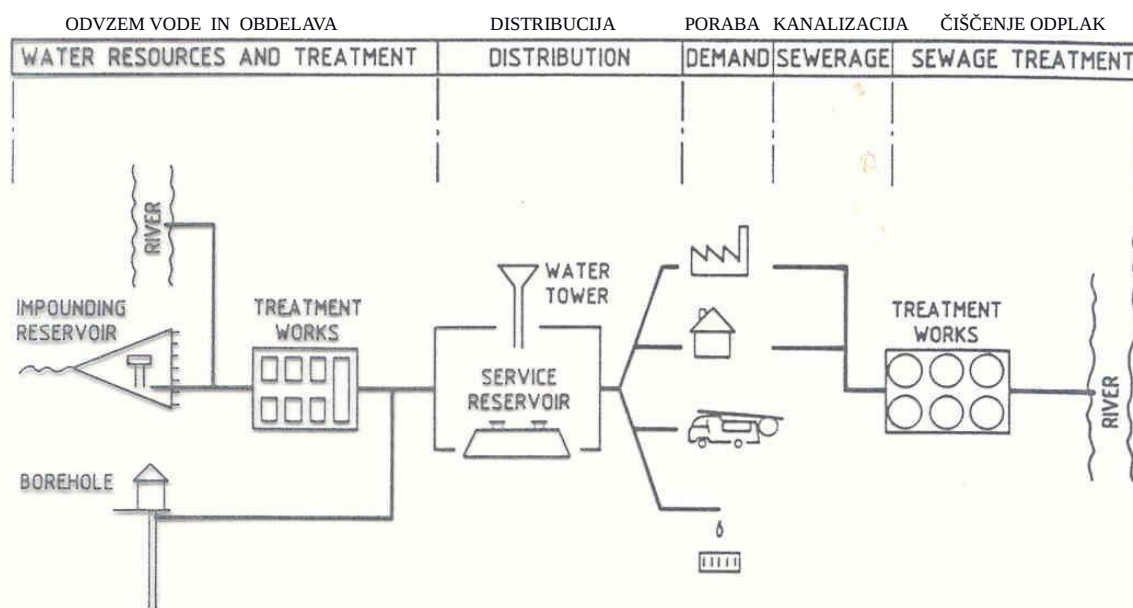 ODVZEM VODE IN OBDELAVA DISTRIBUCIJA PORABA KANALIZACIJA ČIŠČENJE ODPLAK
WATER RESOURCES AND TREATMENT DISTRIBUTION DEMAND SEWERAGE SEWAGE TREATMENT
RIVER
IMPOUNDING
RESERVOIR
TREATMENT
WORKS
BOREHOLE
WATER
TOWER
SERVICE
RESERVOIR
TREATMENT
WORKS
RIVER